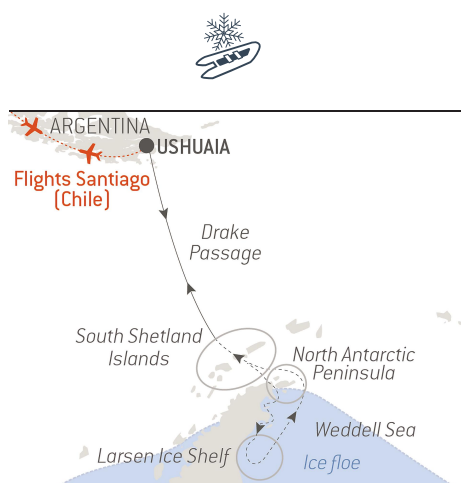 ARGENTINA
USHUAIA
Flights Santiago
(Chile)
Drake
Passage
South Shetland
Islands
North Antarctic
Peninsula
Weddell Sea
Larsen Ice Shelf
Ice floe